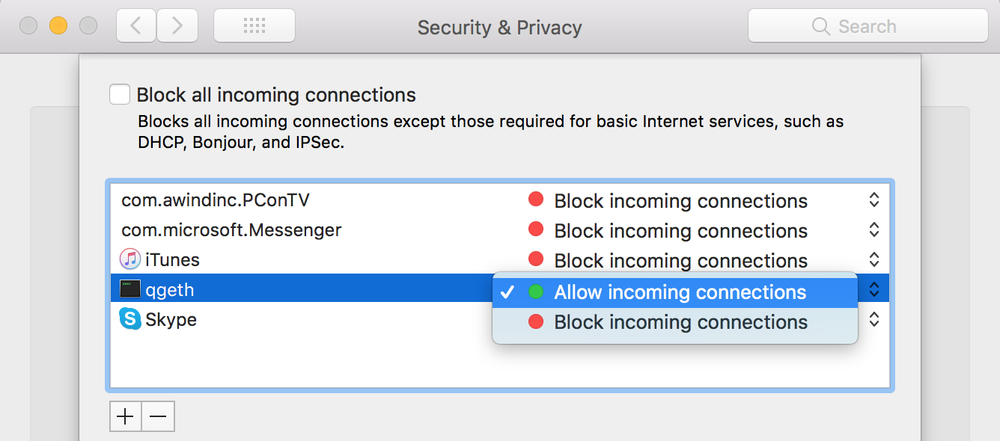 Security & Privacy
Search
Block all incoming connections
Blocks all incoming connections except those required for basic Internet services, such as
DHCP, Bonjour, and IPSec.
com.awindinc.PConTV Block incoming connections
com.microsoft.Messenger Block incoming connections
iTunes Block incoming connections
qgeth ✓ Allow incoming connections
Skype Block incoming connections